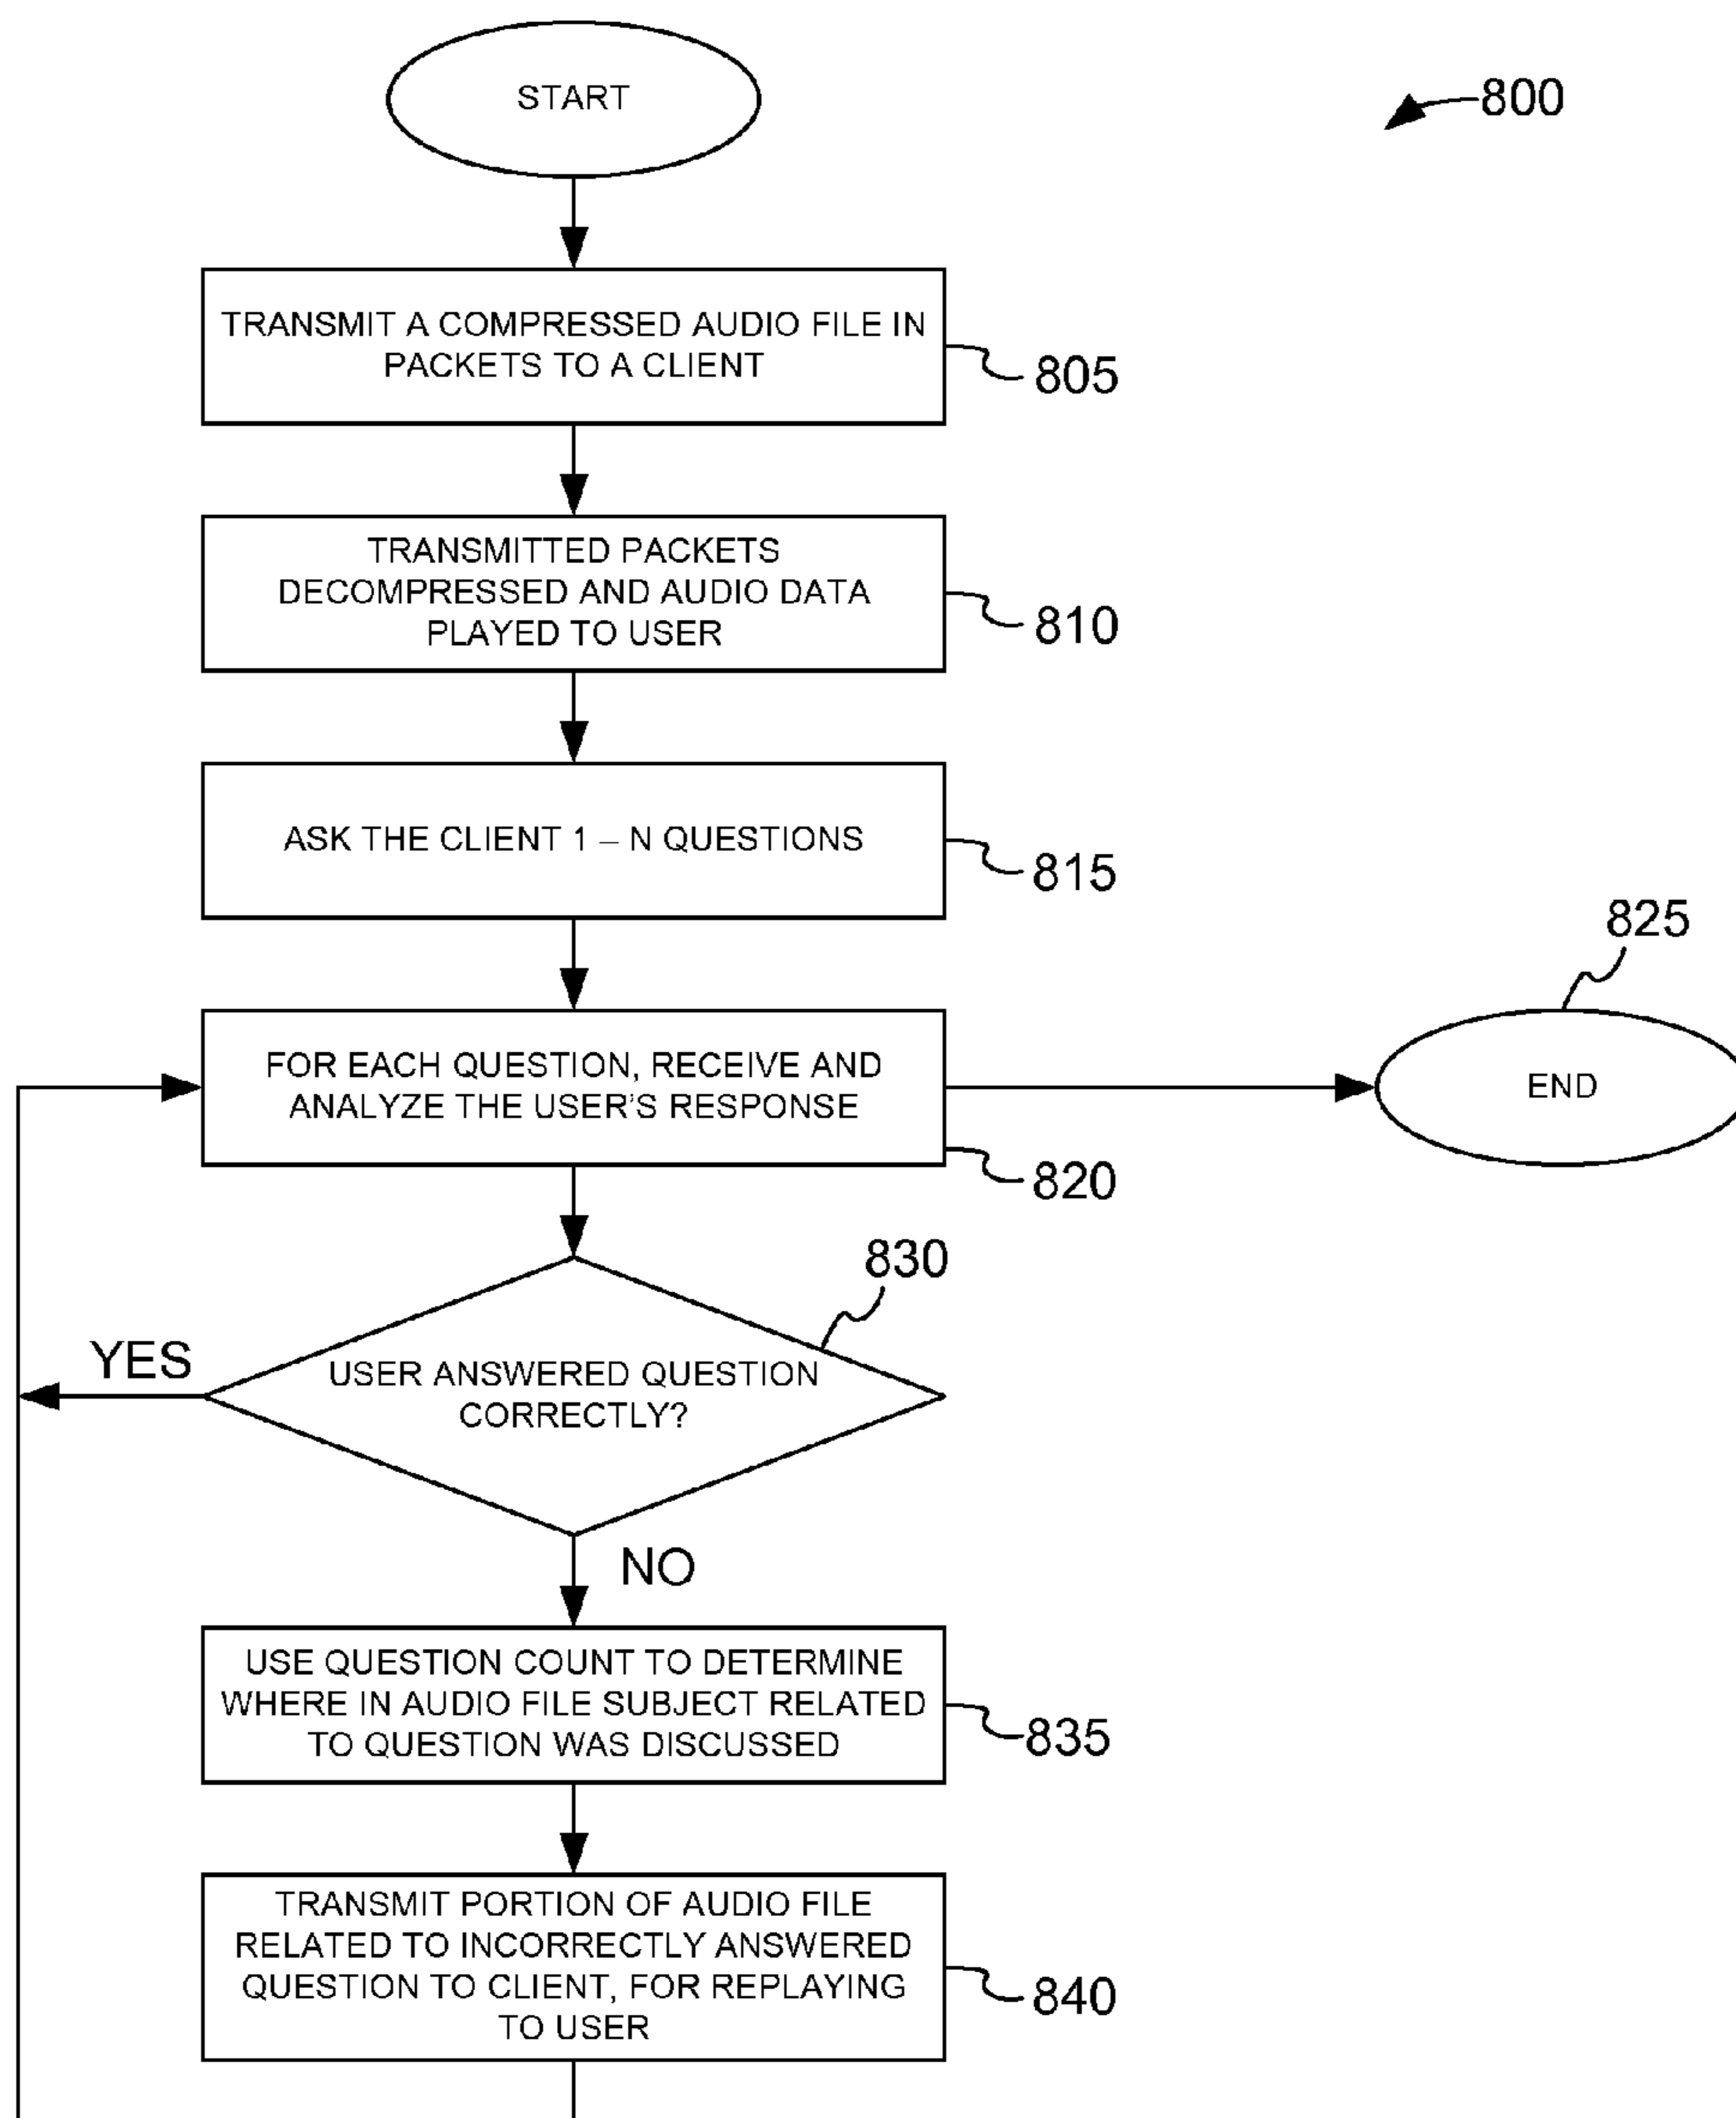 START
800
TRANSMIT A COMPRESSED AUDIO FILE IN
PACKETS TO A CLIENT
805
TRANSMITTED PACKETS
DECOMPRESSED AND AUDIO DATA
PLAYED TO USER
810
ASK THE CLIENT 1 – N QUESTIONS
815
825
FOR EACH QUESTION, RECEIVE AND
ANALYZE THE USER'S RESPONSE
END
820
830
YES
USER ANSWERED QUESTION
CORRECTLY?
NO
USE QUESTION COUNT TO DETERMINE
WHERE IN AUDIO FILE SUBJECT RELATED
TO QUESTION WAS DISCUSSED
835
TRANSMIT PORTION OF AUDIO FILE
RELATED TO INCORRECTLY ANSWERED
QUESTION TO CLIENT, FOR REPLAYING
TO USER
840